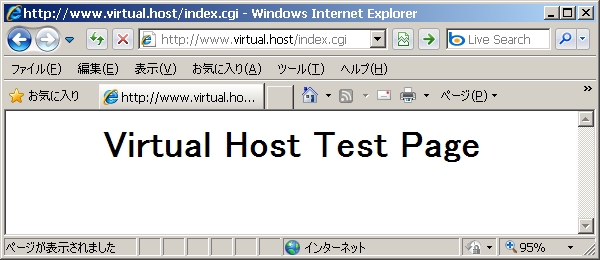 http://www.virtual.host/index.cgi - Windows Internet Explorer
http://www.virtual.host/index.cgi Live Search
ファイル(F) 編集(E) 表示(V) お気に入り(A) ツール(T) ヘルプ(H)
お気に入り http://www.virtual.ho... ページ(P)
Virtual Host Test Page
ページが表示されました インターネット 95%